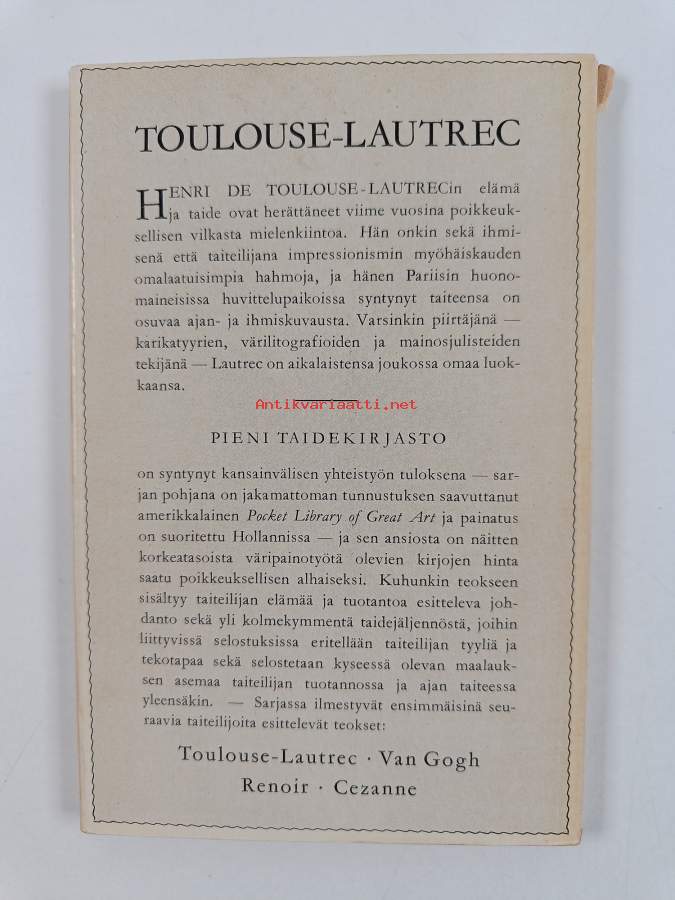 TOULOUSE-LAUTREC
HENRI DE TOULOUSE-LAUTRECin elämä
ja taide ovat herättäneet viime vuosina poikkeuk-
sellisen vilkasta mielenkiintoa. Hän onkin sekä ihmi-
senä että taiteilijana impressionismin myöhäiskauden
omalaatuisimpia hahmoja, ja hänen Pariisin huono-
maineisissa huvittelupaikoissa syntynyt taiteensa on
osuvaa ajan- ja ihmiskuvausta. Varsinkin piirtäjänä —
karikatyyrien, värilitografioiden ja mainosjulisteiden
tekijänä — Lautrec on aikalaistensa joukossa omaa luok-
kaansa.
Antikvariaatti.net
PIENI TAIDEKIRJASTO
on syntynyt kansainvälisen yhteistyön tuloksena — sar-
jan pohjana on jakamattoman tunnustuksen saavuttanut
amerikkalainen Pocket Library of Great Art ja painatus
on suoritettu Hollannissa — ja sen ansiosta on näitten
korkeatasoista väripainotyötä olevien kirjojen hinta
saatu poikkeuksellisen alhaiseksi. Kuhunkin teokseen
sisältyy taiteilijan elämää ja tuotantoa esitteleva joh-
danto sekä yli kolmekymmentä taidejäljennöstä, joihin
liittyvissä selostuksissa eritellään taiteilijan tyyliä ja
tekotapaa sekä selostetaan kyseessä olevan maalauk-
sen asemaa taiteilijan tuotannossa ja ajan taiteessa
yleensäkin. — Sarjassa ilmestyvät ensimmäisinä seu-
raavia taiteilijoita esittelevät teokset:
Toulouse-Lautrec · Van Gogh
Renoir · Cezanne